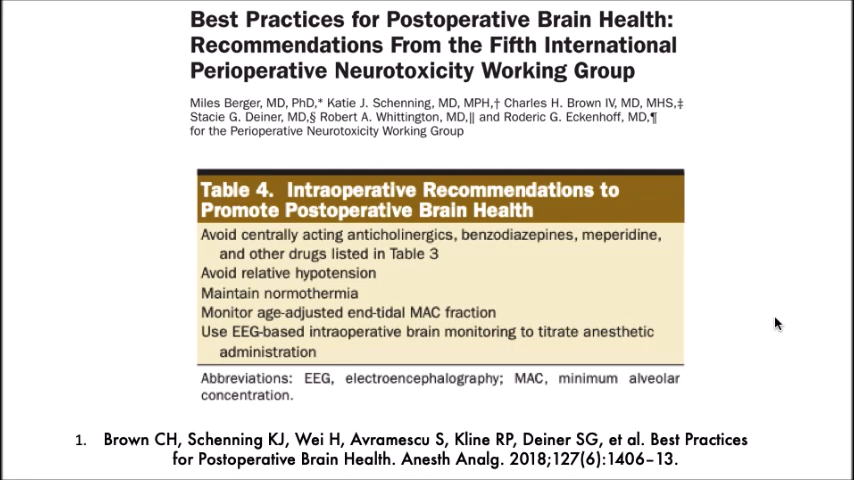 Best Practices for Postoperative Brain Health:
Recommendations From the Fifth International
Perioperative Neurotoxicity Working Group
Miles Berger, MD, PhD,* Katie J. Schenning, MD, MPH,† Charles H. Brown IV, MD, MHS,‡
Stacie G. Deiner, MD,§ Robert A. Whittington, MD,‖ and Roderic G. Eckenhoff, MD,¶
for the Perioperative Neurotoxicity Working Group
Table 4. Intraoperative Recommendations to
Promote Postoperative Brain Health
Avoid centrally acting anticholinergics, benzodiazepines, meperidine,
and other drugs listed in Table 3
Avoid relative hypotension
Maintain normothermia
Monitor age-adjusted end-tidal MAC fraction
Use EEG-based intraoperative brain monitoring to titrate anesthetic
administration
Abbreviations: EEG, electroencephalography; MAC, minimum alveolar
concentration.
1. Brown CH, Schenning KJ, Wei H, Avramescu S, Kline RP, Deiner SG, et al. Best Practices
for Postoperative Brain Health. Anesth Analg. 2018;127(6):1406–13.